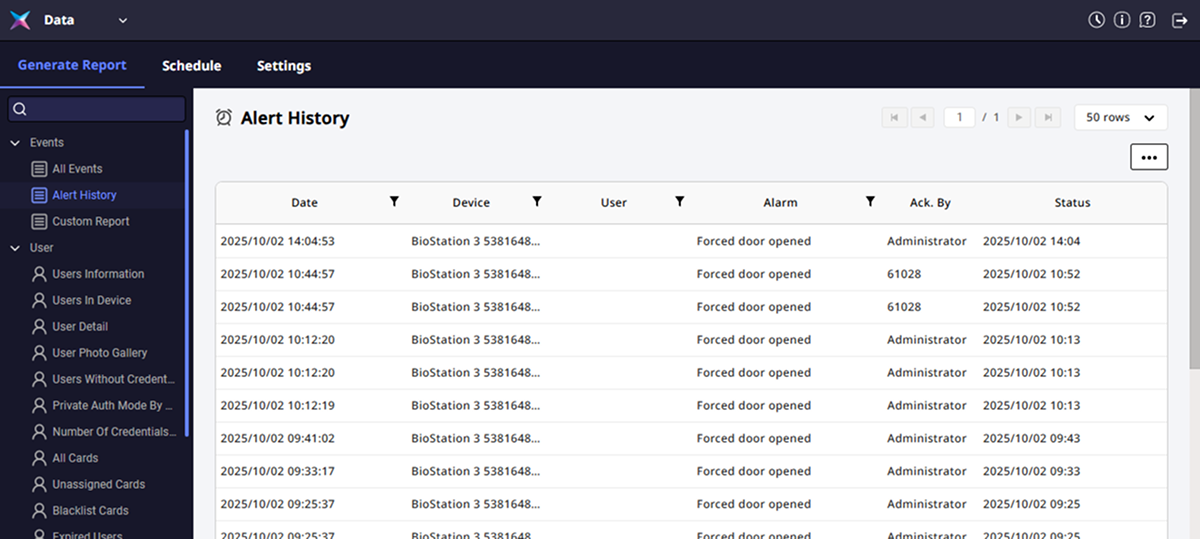 Data
Generate Report Schedule Settings
Events
All Events
Alert History
Custom Report
User
Users Information
Users In Device
User Detail
User Photo Gallery
Users Without Credent...
Private Auth Mode By ...
Number Of Credentials...
All Cards
Unassigned Cards
Blacklist Cards
Expired Users
Alert History
1 / 1 50 rows
Date Device User Alarm Ack. By Status
2025/10/02 14:04:53 BioStation 3 5381648... Forced door opened Administrator 2025/10/02 14:04
2025/10/02 10:44:57 BioStation 3 5381648... Forced door opened 61028 2025/10/02 10:52
2025/10/02 10:44:57 BioStation 3 5381648... Forced door opened 61028 2025/10/02 10:52
2025/10/02 10:12:20 BioStation 3 5381648... Forced door opened Administrator 2025/10/02 10:13
2025/10/02 10:12:20 BioStation 3 5381648... Forced door opened Administrator 2025/10/02 10:13
2025/10/02 10:12:19 BioStation 3 5381648... Forced door opened Administrator 2025/10/02 10:13
2025/10/02 09:41:02 BioStation 3 5381648... Forced door opened Administrator 2025/10/02 09:43
2025/10/02 09:33:17 BioStation 3 5381648... Forced door opened Administrator 2025/10/02 09:33
2025/10/02 09:25:37 BioStation 3 5381648... Forced door opened Administrator 2025/10/02 09:25
2025/10/02 09:25:37 BioStation 3 5381648... Forced door opened Administrator 2025/10/02 09:25